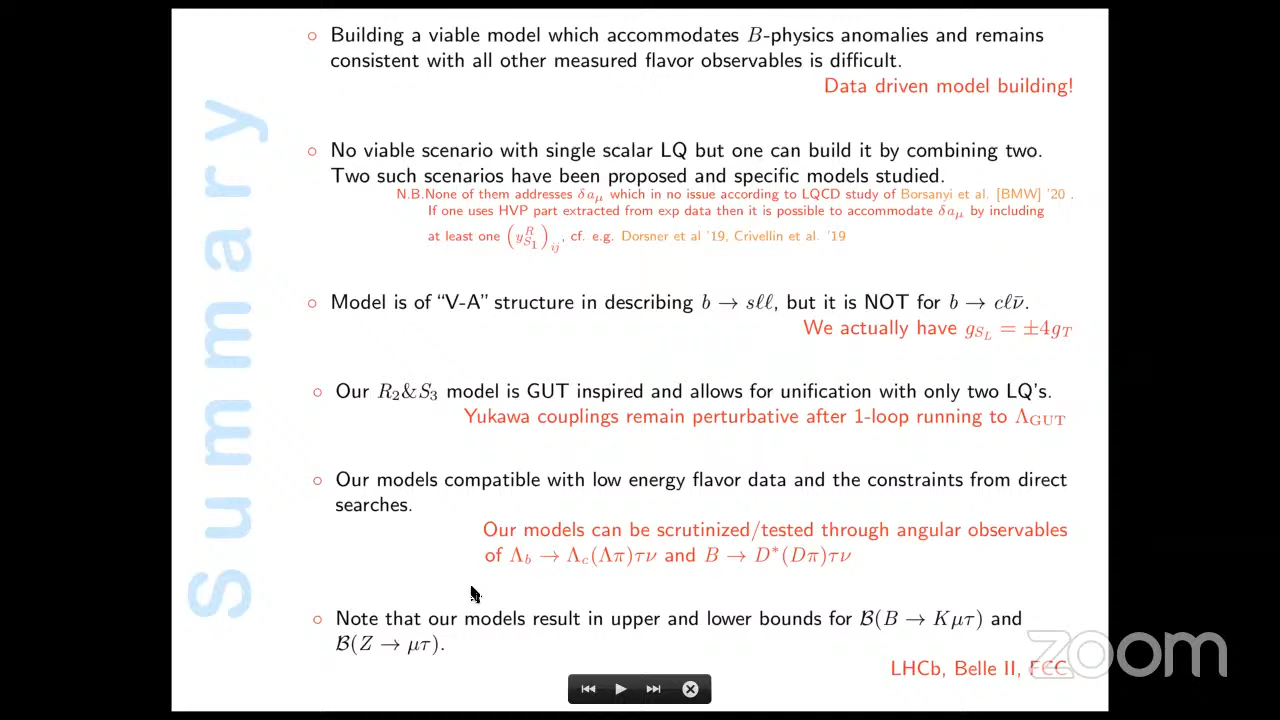 Summary
○ Building a viable model which accommodates B-physics anomalies and remains
consistent with all other measured flavor observables is difficult.
Data driven model building!
○ No viable scenario with single scalar LQ but one can build it by combining two.
Two such scenarios have been proposed and specific models studied.
N.B.None of them addresses δa_μ which in no issue according to LQCD study of Borsanyi et al. [BMW] '20 .
If one uses HVP part extracted from exp data then it is possible to accommodate δa_μ by including
at least one (y^R_{S_1})_{ij}, cf. e.g. Dorsner et al '19, Crivellin et al. '19
○ Model is of "V-A" structure in describing b → sℓℓ, but it is NOT for b → cℓν̄.
We actually have g_{S_L} = ±4g_T
○ Our R_2&S_3 model is GUT inspired and allows for unification with only two LQ's.
Yukawa couplings remain perturbative after 1-loop running to Λ_GUT
○ Our models compatible with low energy flavor data and the constraints from direct
searches.
Our models can be scrutinized/tested through angular observables
of Λ_b → Λ_c(Λπ)τν and B → D*(Dπ)τν
○ Note that our models result in upper and lower bounds for ℬ(B → Kμτ) and
ℬ(Z → μτ).
LHCb, Belle II, FCC
zoom